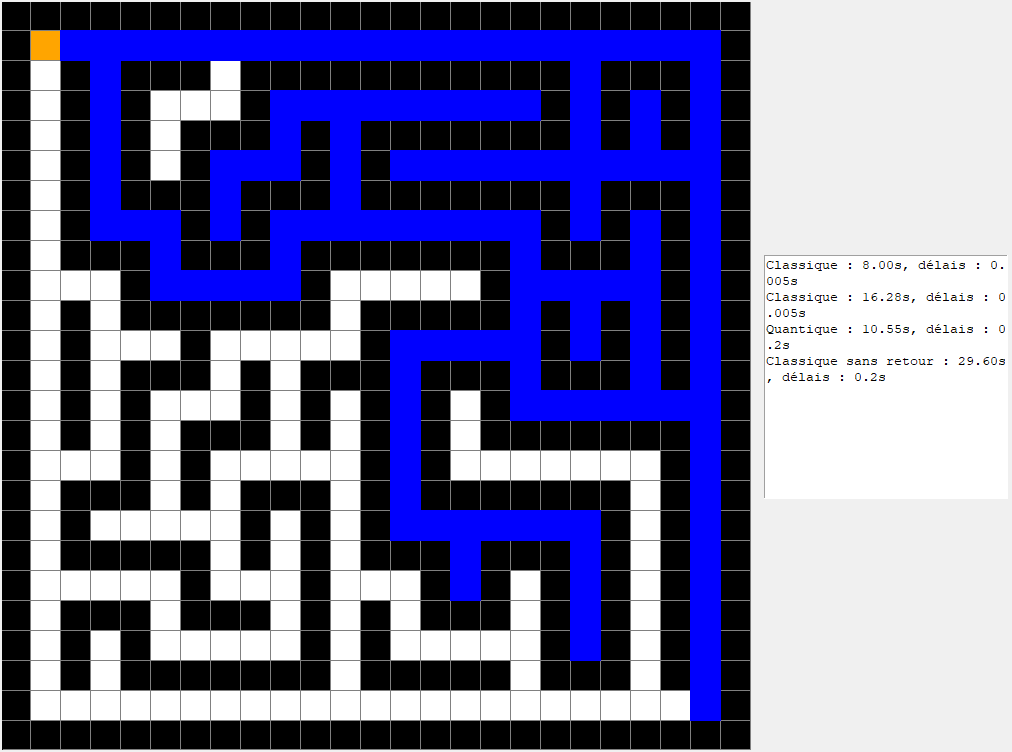 Classique : 8.00s, délais : 0.
005s
Classique : 16.28s, délais : 0
.005s
Quantique : 10.55s, délais : 0
.2s
Classique sans retour : 29.60s
, délais : 0.2s